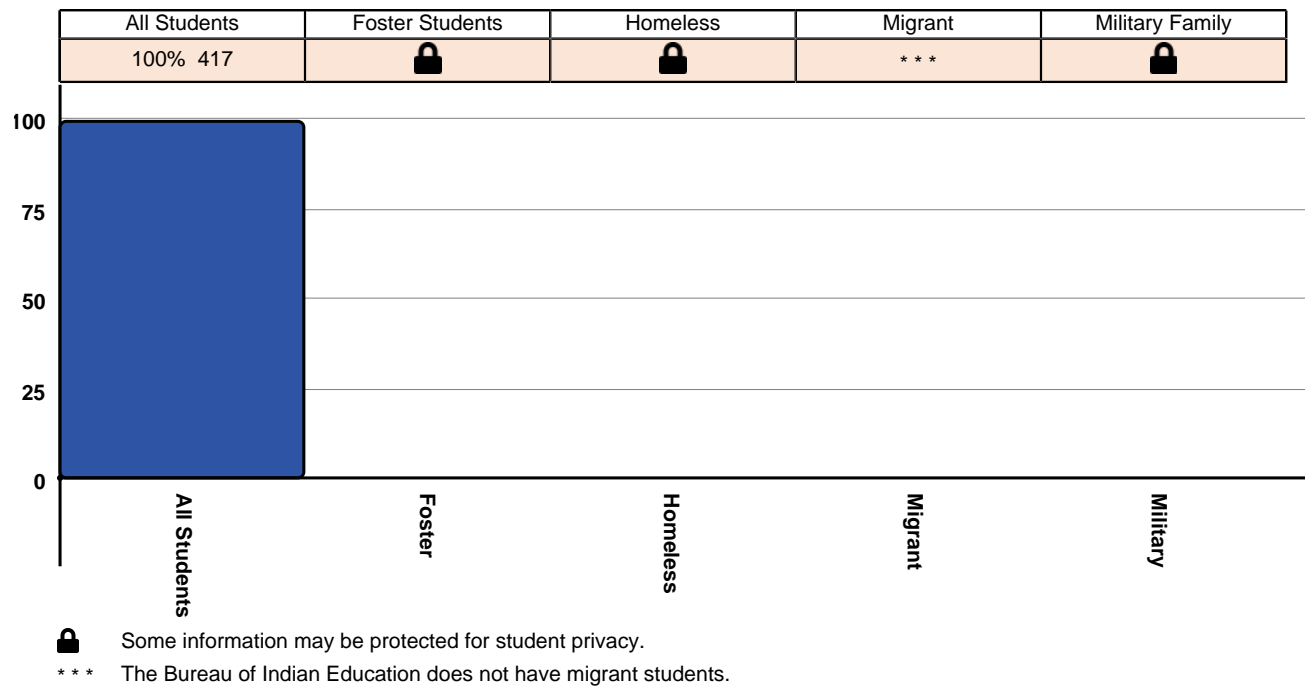 All Students Foster Students Homeless Migrant Military Family
100% 417 * * *
100
75
50
25
0
All Students
Foster
Homeless
Migrant
Military
Some information may be protected for student privacy.
* * * The Bureau of Indian Education does not have migrant students.